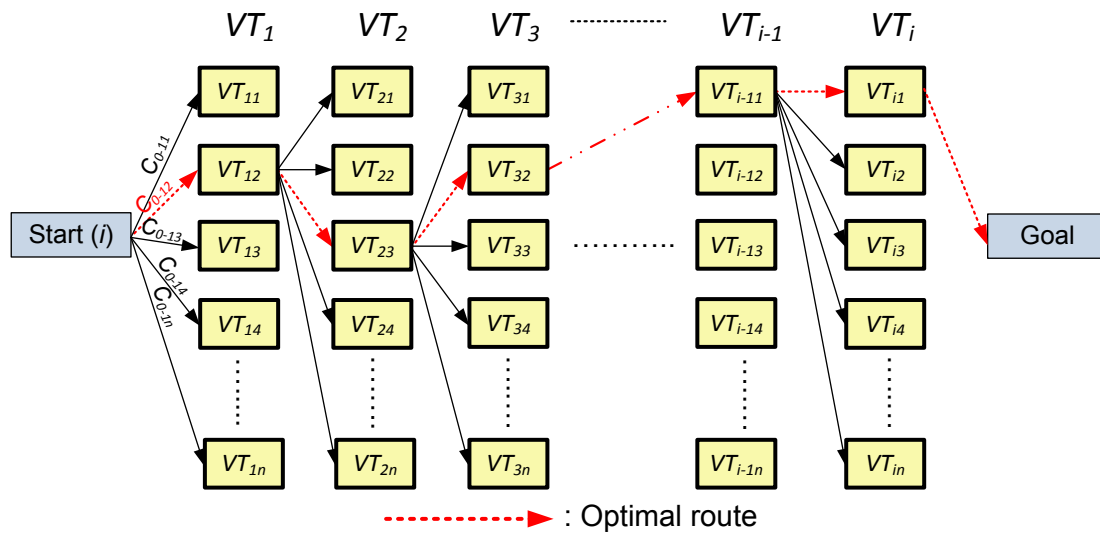 VT₁ VT₂ VT₃ VTᵢ₋₁ VTᵢ
VT₁₁ VT₂₁ VT₃₁ VTᵢ₋₁₁ VTᵢ₁
C₀₋₁₁
VT₁₂ VT₂₂ VT₃₂ VTᵢ₋₁₂ VTᵢ₂
C₀₋₁₂
Start (i) C₀₋₁₃ VT₁₃ VT₂₃ VT₃₃ VTᵢ₋₁₃ VTᵢ₃ Goal
C₀₋₁₄
VT₁₄ VT₂₄ VT₃₄ VTᵢ₋₁₄ VTᵢ₄
C₀₋₁ₙ
VT₁ₙ VT₂ₙ VT₃ₙ VTᵢ₋₁ₙ VTᵢₙ
: Optimal route